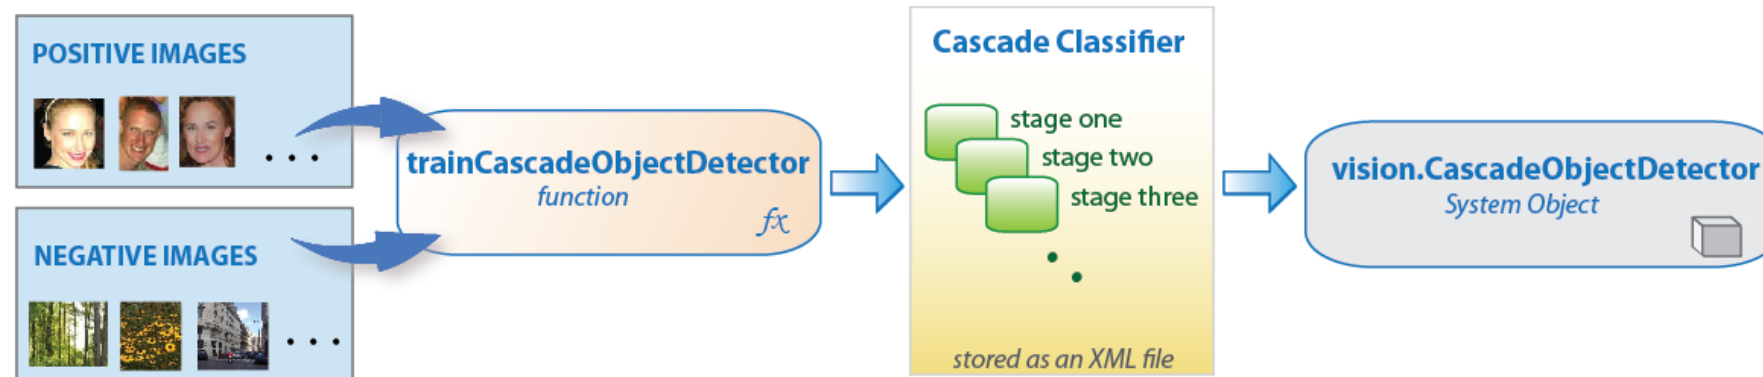 POSITIVE IMAGES
...
NEGATIVE IMAGES
...
trainCascadeObjectDetector
function
fx
Cascade Classifier
stage one
stage two
stage three
stored as an XML file
vision.CascadeObjectDetector
System Object